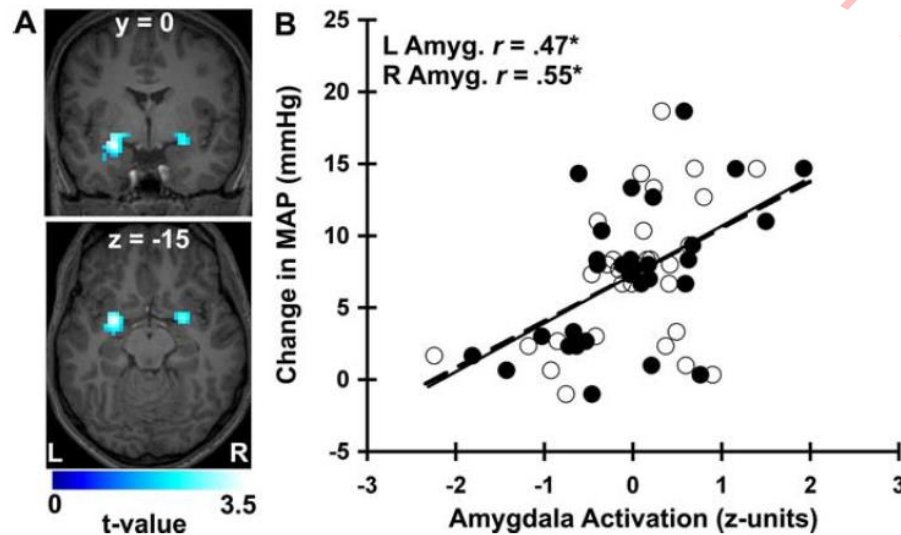 A
y = 0
z = -15
L
R
0
3.5
t-value
B
L Amyg. r = .47*
R Amyg. r = .55*
Change in MAP (mmHg)
25
20
15
10
5
0
-5
-3
-2
-1
0
1
2
3
Amygdala Activation (z-units)